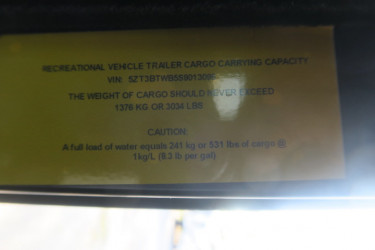 RECREATIONAL VEHICLE TRAILER CARGO CARRYING CAPACITY
VIN:
THE WEIGHT OF CARGO SHOULD NEVER EXCEED
1376 KG OR 3034 LBS
CAUTION:
A full load of water equals 241 kg or 531 lbs of cargo @
1kg/L (8.3 lb per gal)